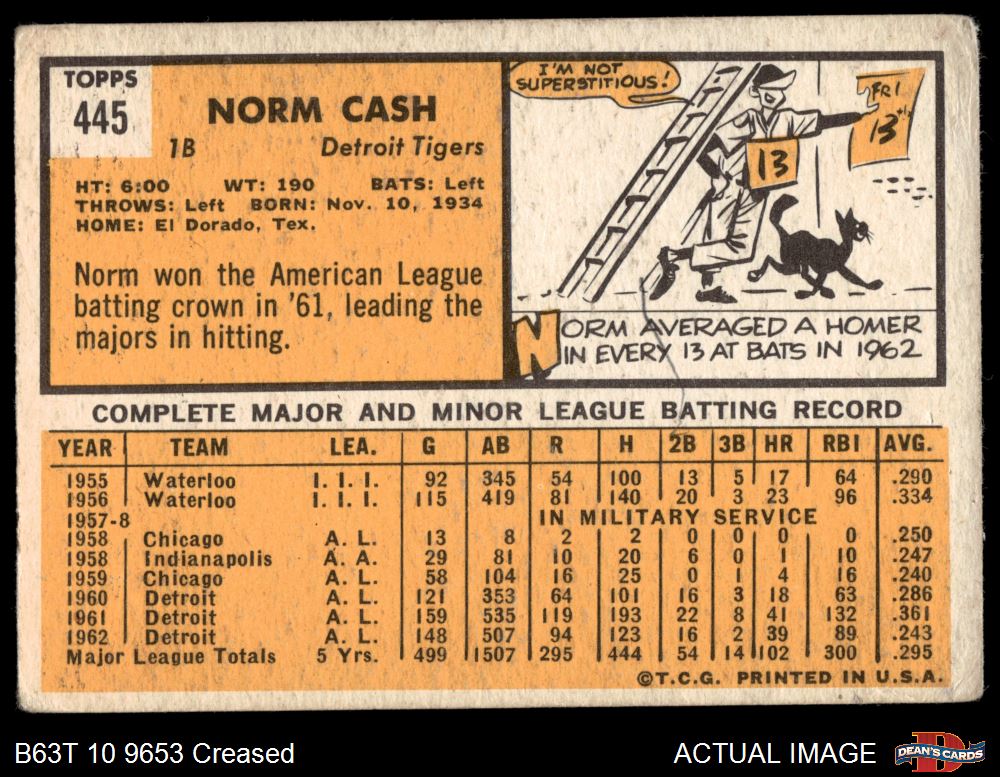 TOPPS
445
NORM CASH
1B Detroit Tigers
HT: 6:00 WT: 190 BATS: Left
THROWS: Left BORN: Nov. 10, 1934
HOME: El Dorado, Tex.
Norm won the American League
batting crown in '61, leading the
majors in hitting.
I'M NOT
SUPERSTITIOUS!
FRI
13th
13
NORM AVERAGED A HOMER
IN EVERY 13 AT BATS IN 1962
COMPLETE MAJOR AND MINOR LEAGUE BATTING RECORD
YEAR TEAM LEA. G AB R H 2B 3B HR RBI AVG.
1955 Waterloo I. I. I. 92 345 54 100 13 5 17 64 .290
1956 Waterloo I. I. I. 115 419 81 140 20 3 23 96 .334
1957-8 IN MILITARY SERVICE
1958 Chicago A. L. 13 8 2 2 0 0 0 0 .250
1958 Indianapolis A. A. 29 81 10 20 6 0 1 10 .247
1959 Chicago A. L. 58 104 16 25 0 1 4 16 .240
1960 Detroit A. L. 121 353 64 101 16 3 18 63 .286
1961 Detroit A. L. 159 535 119 193 22 8 41 132 .361
1962 Detroit A. L. 148 507 94 123 16 2 39 89 .243
Major League Totals 5 Yrs. 499 1507 295 444 54 14 102 300 .295
©T.C.G. PRINTED IN U.S.A.
B63T 10 9653 Creased
ACTUAL IMAGE
DEAN'S CARDS